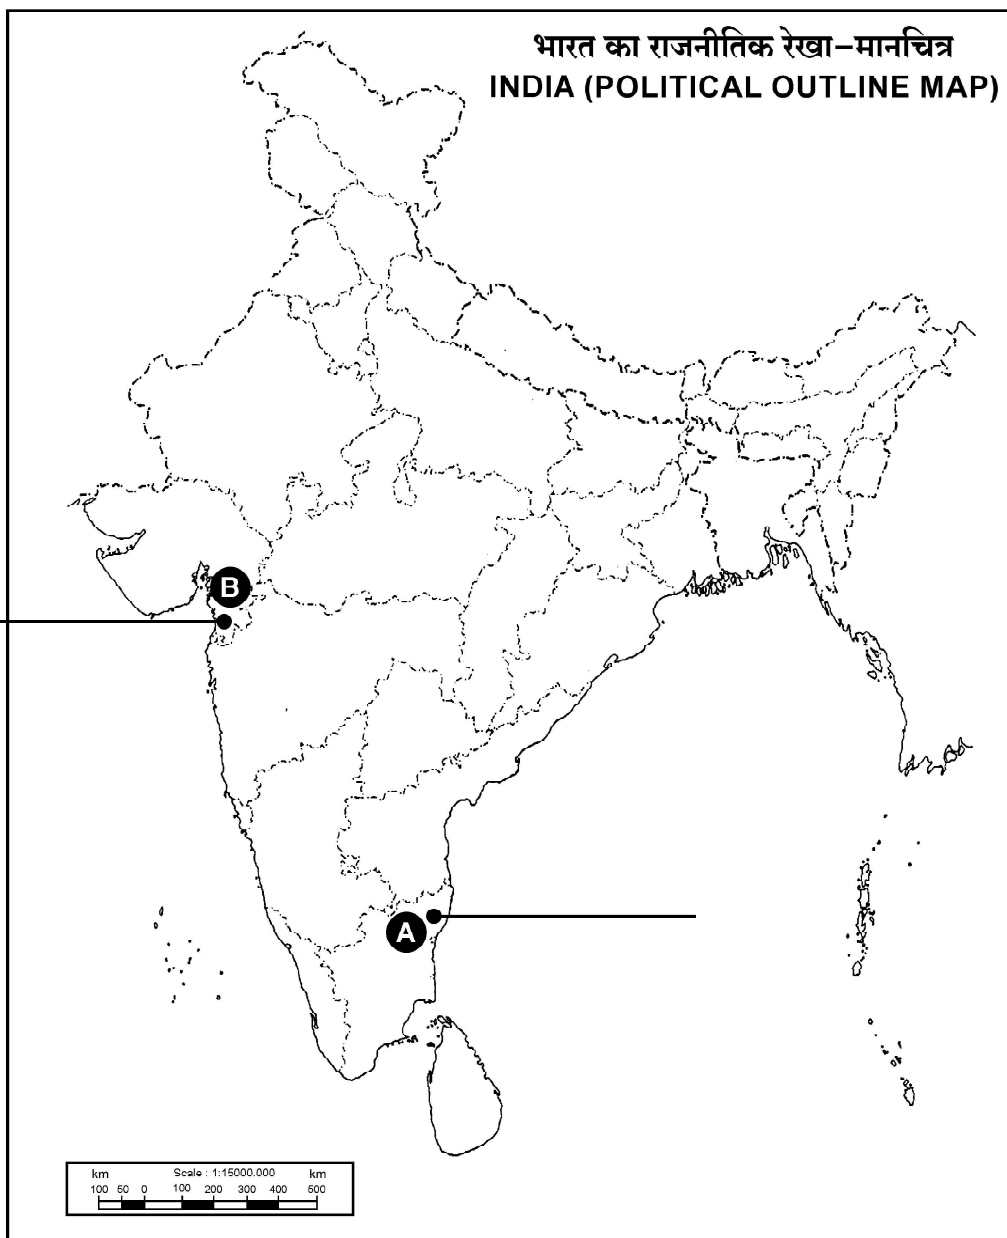 भारत का राजनीतिक रेखा–मानचित्र
INDIA (POLITICAL OUTLINE MAP)
B
A
km Scale : 1:15000.000 km
100 50 0 100 200 300 400 500